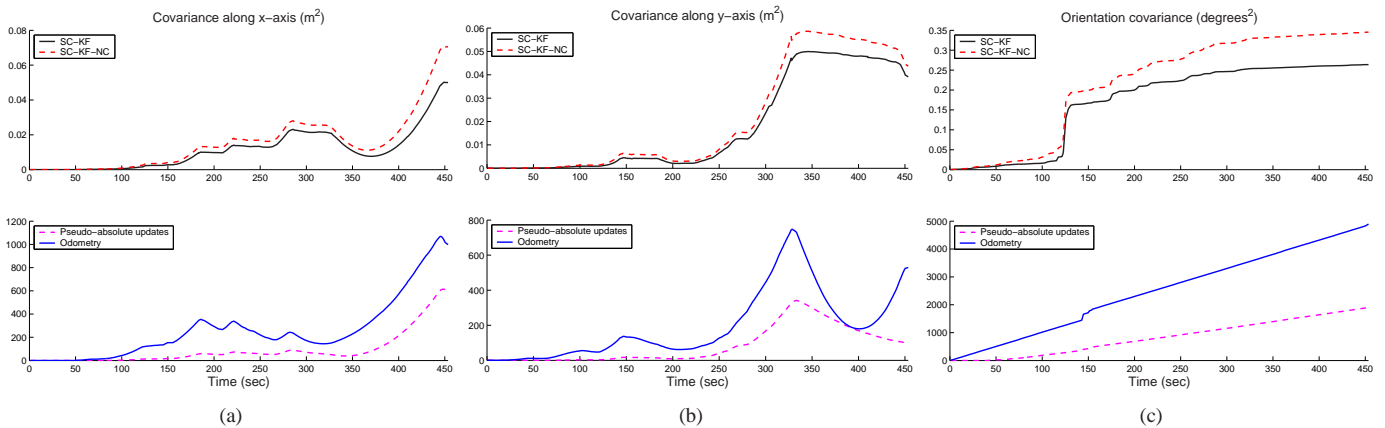 Covariance along x−axis (m²)
0.08
0.06
0.04
0.02
0
SC−KF
SC−KF−NC
0 50 100 150 200 250 300 350 400 450
1200
1000
800
600
400
200
0
Pseudo−absolute updates
Odometry
0 50 100 150 200 250 300 350 400 450
Time (sec)
(a)
Covariance along y−axis (m²)
0.06
0.05
0.04
0.03
0.02
0.01
0
SC−KF
SC−KF−NC
0 50 100 150 200 250 300 350 400 450
800
600
400
200
0
Pseudo−absolute updates
Odometry
0 50 100 150 200 250 300 350 400 450
Time (sec)
(b)
Orientation covariance (degrees²)
0.35
0.3
0.25
0.2
0.15
0.1
0.05
0
SC−KF
SC−KF−NC
0 50 100 150 200 250 300 350 400 450
5000
4000
3000
2000
1000
0
Pseudo−absolute updates
Odometry
0 50 100 150 200 250 300 350 400 450
Time (sec)
(c)